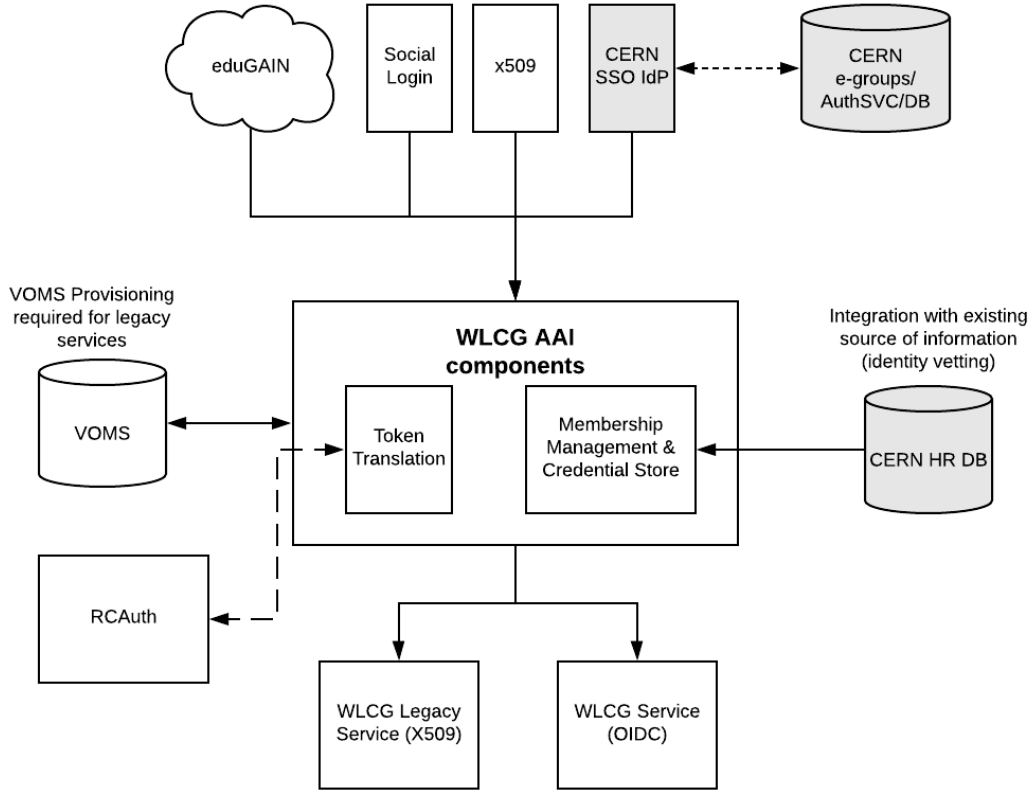 eduGAIN
Social
Login
x509
CERN
SSO IdP
CERN
e-groups/
AuthSVC/DB
VOMS Provisioning
required for legacy
services
VOMS
WLCG AAI
components
Token
Translation
Membership
Management &
Credential Store
Integration with existing
source of information
(identity vetting)
CERN HR DB
RCAuth
WLCG Legacy
Service (X509)
WLCG Service
(OIDC)